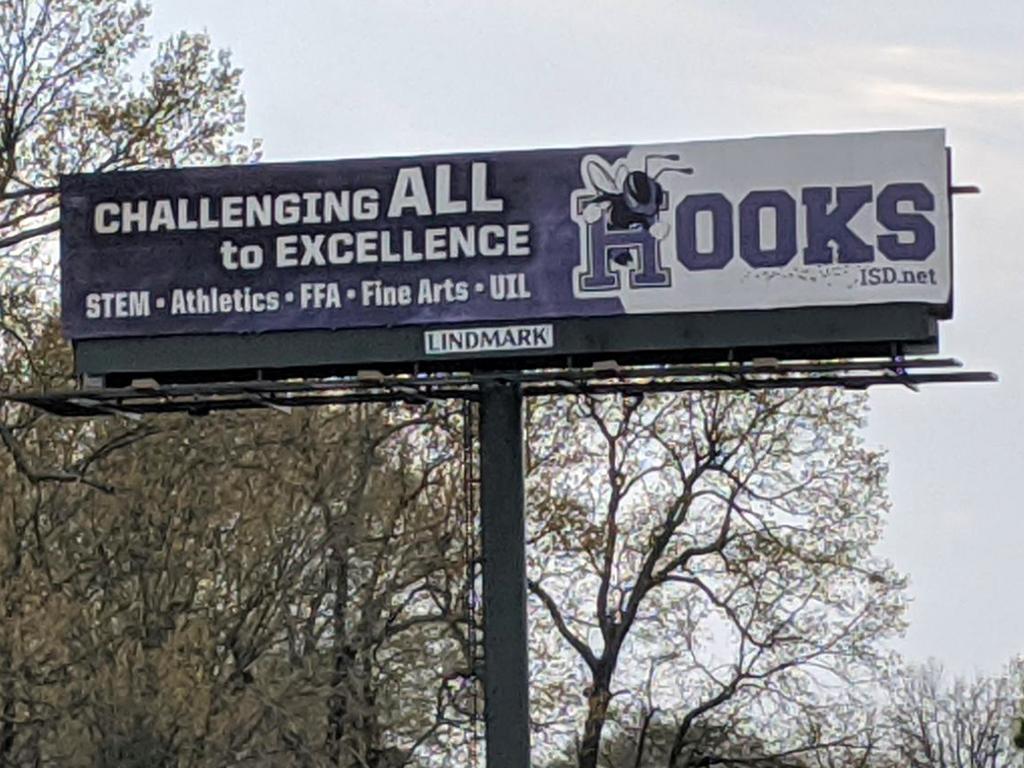 CHALLENGING ALL
to EXCELLENCE
STEM • Athletics • FFA • Fine Arts • UIL
HOOKS
ISD.net
LINDMARK